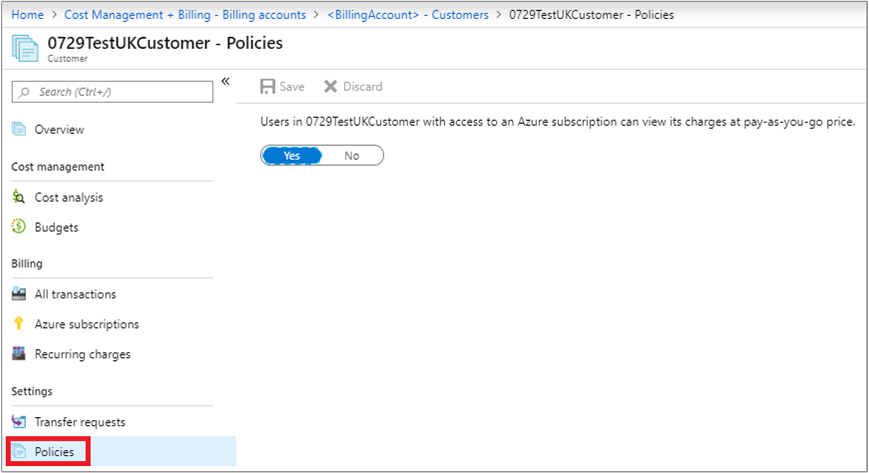 Home > Cost Management + Billing - Billing accounts > <BillingAccount> - Customers > 0729TestUKCustomer - Policies
0729TestUKCustomer - Policies
Customer
Search (Ctrl+/)
«
Overview
Cost management
Cost analysis
Budgets
Billing
All transactions
Azure subscriptions
Recurring charges
Settings
Transfer requests
Policies
Save Discard
Users in 0729TestUKCustomer with access to an Azure subscription can view its charges at pay-as-you-go price.
Yes No